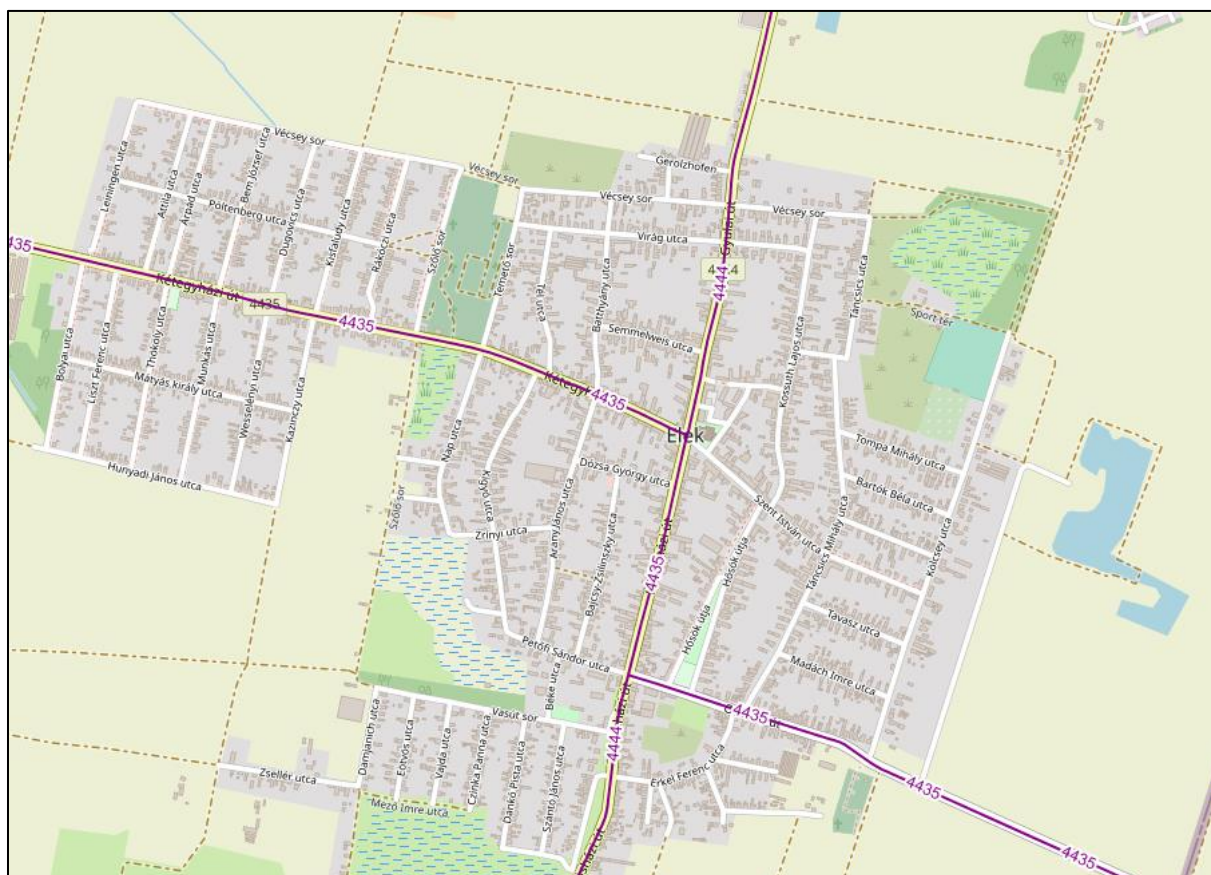 Gerolzhofen
Vécsey sor
Vécsey sor
Vécsey sor
Vécsey sor
Leiningen utca
Attila utca
Árpád utca
Bem József utca
Dugovics utca
Kisfaludy utca
Rákóczi utca
Szőlő sor
Temető sor
Poltenberg utca
Virág utca
Gyulai út
4444
Tél utca
Batthyány utca
Semmelweis utca
Kossuth Lajos utca
Táncsics utca
Sport tér
4435
Kétegyházi út
4435
4435
4435
Elek
Bolyai utca
Liszt Ferenc utca
Thököly utca
Munkás utca
Wesselényi utca
Kazinczy utca
Mátyás király utca
Hunyadi János utca
Nap utca
Kígyó utca
Arany János utca
Dózsa György utca
Bajcsy-Zsilinszky utca
Szőlő sor
Zrínyi utca
Tompa Mihály utca
Bartók Béla utca
Szent István utca
Táncsics Mihály utca
Kölcsey utca
Hősök útja
Hősök útja
4435
Tavasz utca
Madách Imre utca
Petőfi Sándor utca
Béke utca
Vasút sor
4444
4435
4435
4435
Damjanich utca
Eötvös utca
Vajda utca
Czinka Panna utca
Dankó Pista utca
Szántó János utca
Erkel Ferenc utca
Zsellér utca
Mező Imre utca